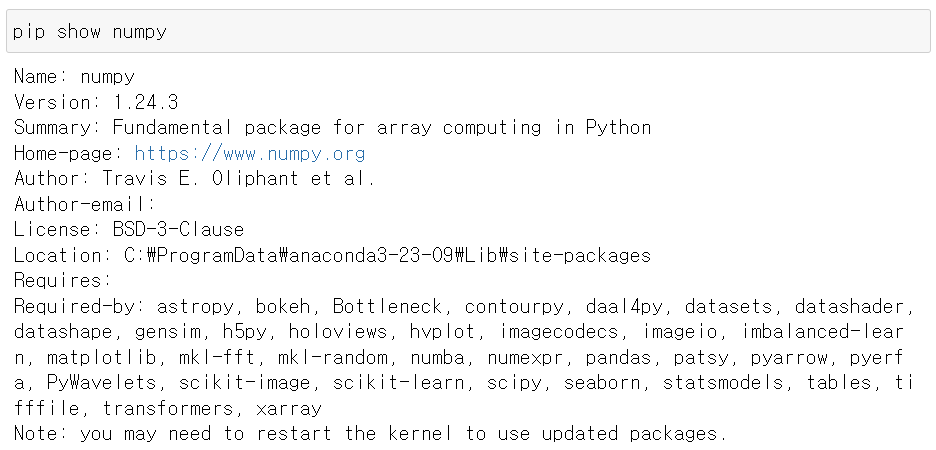 pip show numpy
Name: numpy
Version: 1.24.3
Summary: Fundamental package for array computing in Python
Home-page: https://www.numpy.org
Author: Travis E. Oliphant et al.
Author-email:
License: BSD-3-Clause
Location: C:₩ProgramData₩anaconda3-23-09₩Lib₩site-packages
Requires:
Required-by: astropy, bokeh, Bottleneck, contourpy, daal4py, datasets, datashader,
datashape, gensim, h5py, holoviews, hvplot, imagecodecs, imageio, imbalanced-lear
n, matplotlib, mkl-fft, mkl-random, numba, numexpr, pandas, patsy, pyarrow, pyerf
a, PyWavelets, scikit-image, scikit-learn, scipy, seaborn, statsmodels, tables, ti
fffile, transformers, xarray
Note: you may need to restart the kernel to use updated packages.